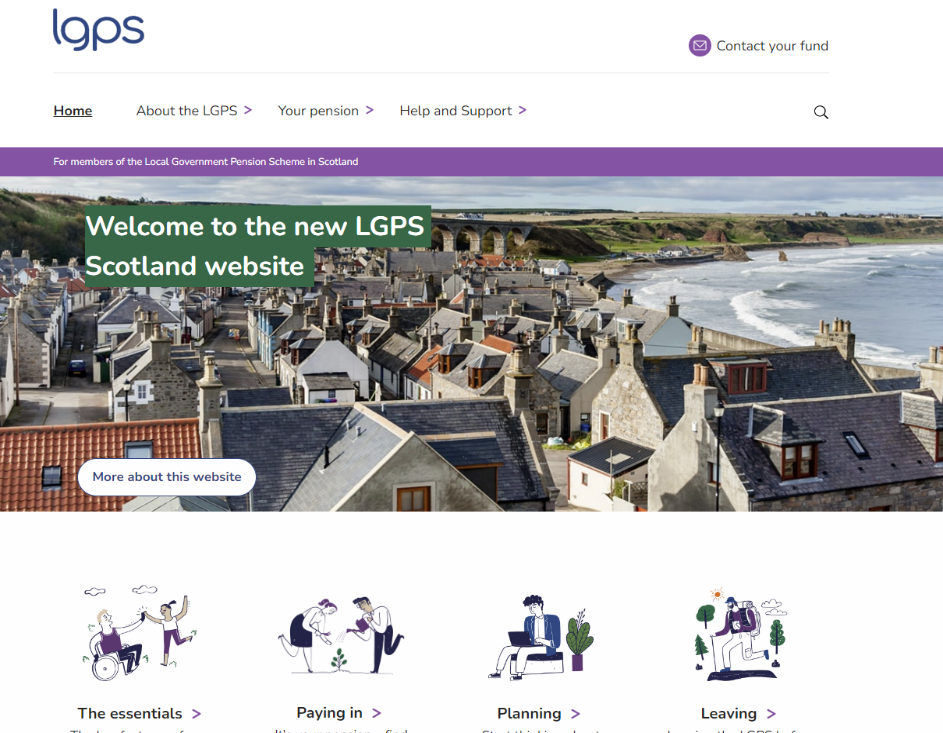 lgps
Contact your fund
Home About the LGPS > Your pension > Help and Support >
For members of the Local Government Pension Scheme in Scotland
Welcome to the new LGPS
Scotland website
More about this website
The essentials > Paying in > Planning > Leaving >